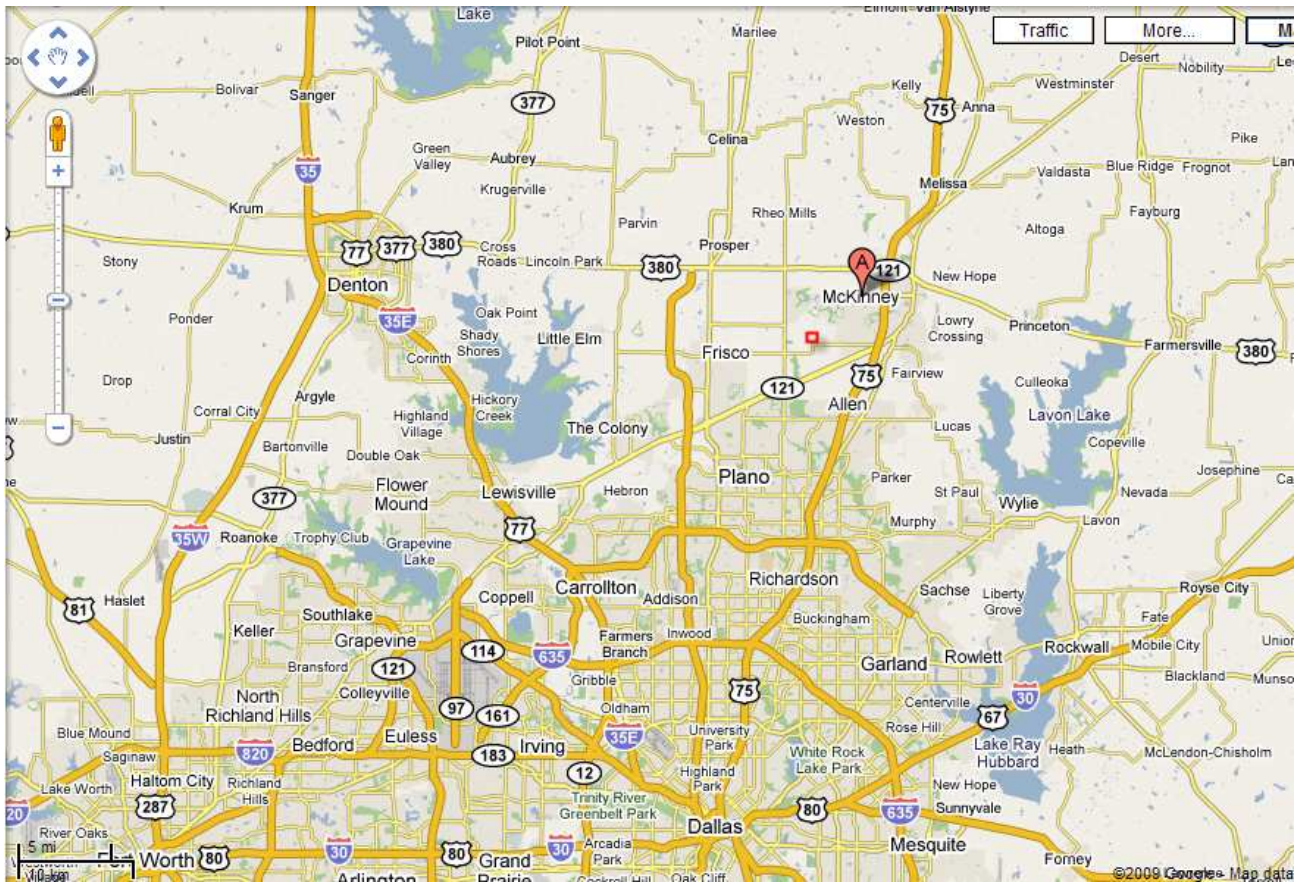 Lake
Elmont
Van Alstyne
Traffic
More...
Pilot Point
Marilee
Desert
Nobility
Westminster
Bolivar
Sanger
377
Kelly
75
Anna
Weston
Celina
Pike
Green
Valley
Aubrey
Blue Ridge
Frognot
35
Krugerville
Melissa
Valdasta
Krum
Parvin
Rheo Mills
Fayburg
Altoga
77
377
380
Cross
Roads
Lincoln Park
Prosper
Stony
380
A
121
New Hope
Denton
McKinney
Oak Point
Ponder
35E
Shady
Shores
Little Elm
Lowry
Crossing
Princeton
Farmersville
380
Corinth
Frisco
75
Fairview
Drop
121
Culleoka
Argyle
Hickory
Creek
Allen
Corral City
Highland
Village
Lavon Lake
The Colony
Lucas
Justin
Bartonville
Copeville
Double Oak
Plano
Parker
Josephine
377
Flower
Mound
Lewisville
Hebron
St Paul
Wylie
Nevada
77
Murphy
Lavon
35W
Roanoke
Trophy Club
Grapevine
Lake
Richardson
Carrollton
Sachse
Liberty
Grove
Royse City
81
Haslet
Southlake
Coppell
Addison
Buckingham
Fate
Keller
Grapevine
114
635
Farmers
Branch
Inwood
Garland
Rowlett
Rockwall
Mobile City
Bransford
121
Colleyville
Gribble
75
Blackland
North
Richland Hills
97
161
Oldham
Centerville
30
67
Rose Hill
Blue Mound
Saginaw
820
Bedford
Euless
183
Irving
35E
University
Park
White Rock
Lake Park
Lake Ray
Hubbard
Heath
McLendon-Chisholm
Haltom City
Richland
Hills
12
Highland
Park
New Hope
Lake Worth
287
Trinity River
Greenbelt Park
80
635
Sunnyvale
20
River Oaks
Dallas
Mesquite
5 mi
10 km
Fort Worth
80
30
80
Grand
Prairie
30
Arcadia
Park
Forney
Arlington
Cockrell Hill
Oak Cliff
©2009 Google - Map data